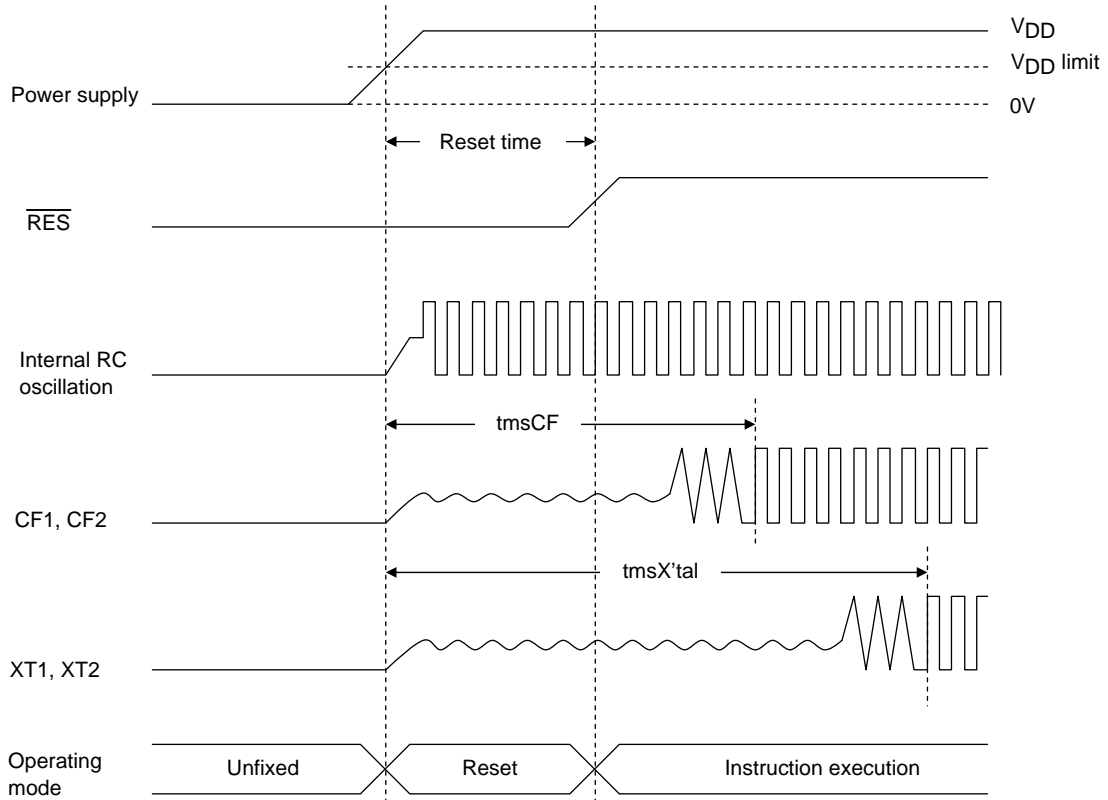 VDD
VDD limit
Power supply
0V
Reset time
RES
Internal RC
oscillation
tmsCF
CF1, CF2
tmsX'tal
XT1, XT2
Operating
mode
Unfixed
Reset
Instruction execution